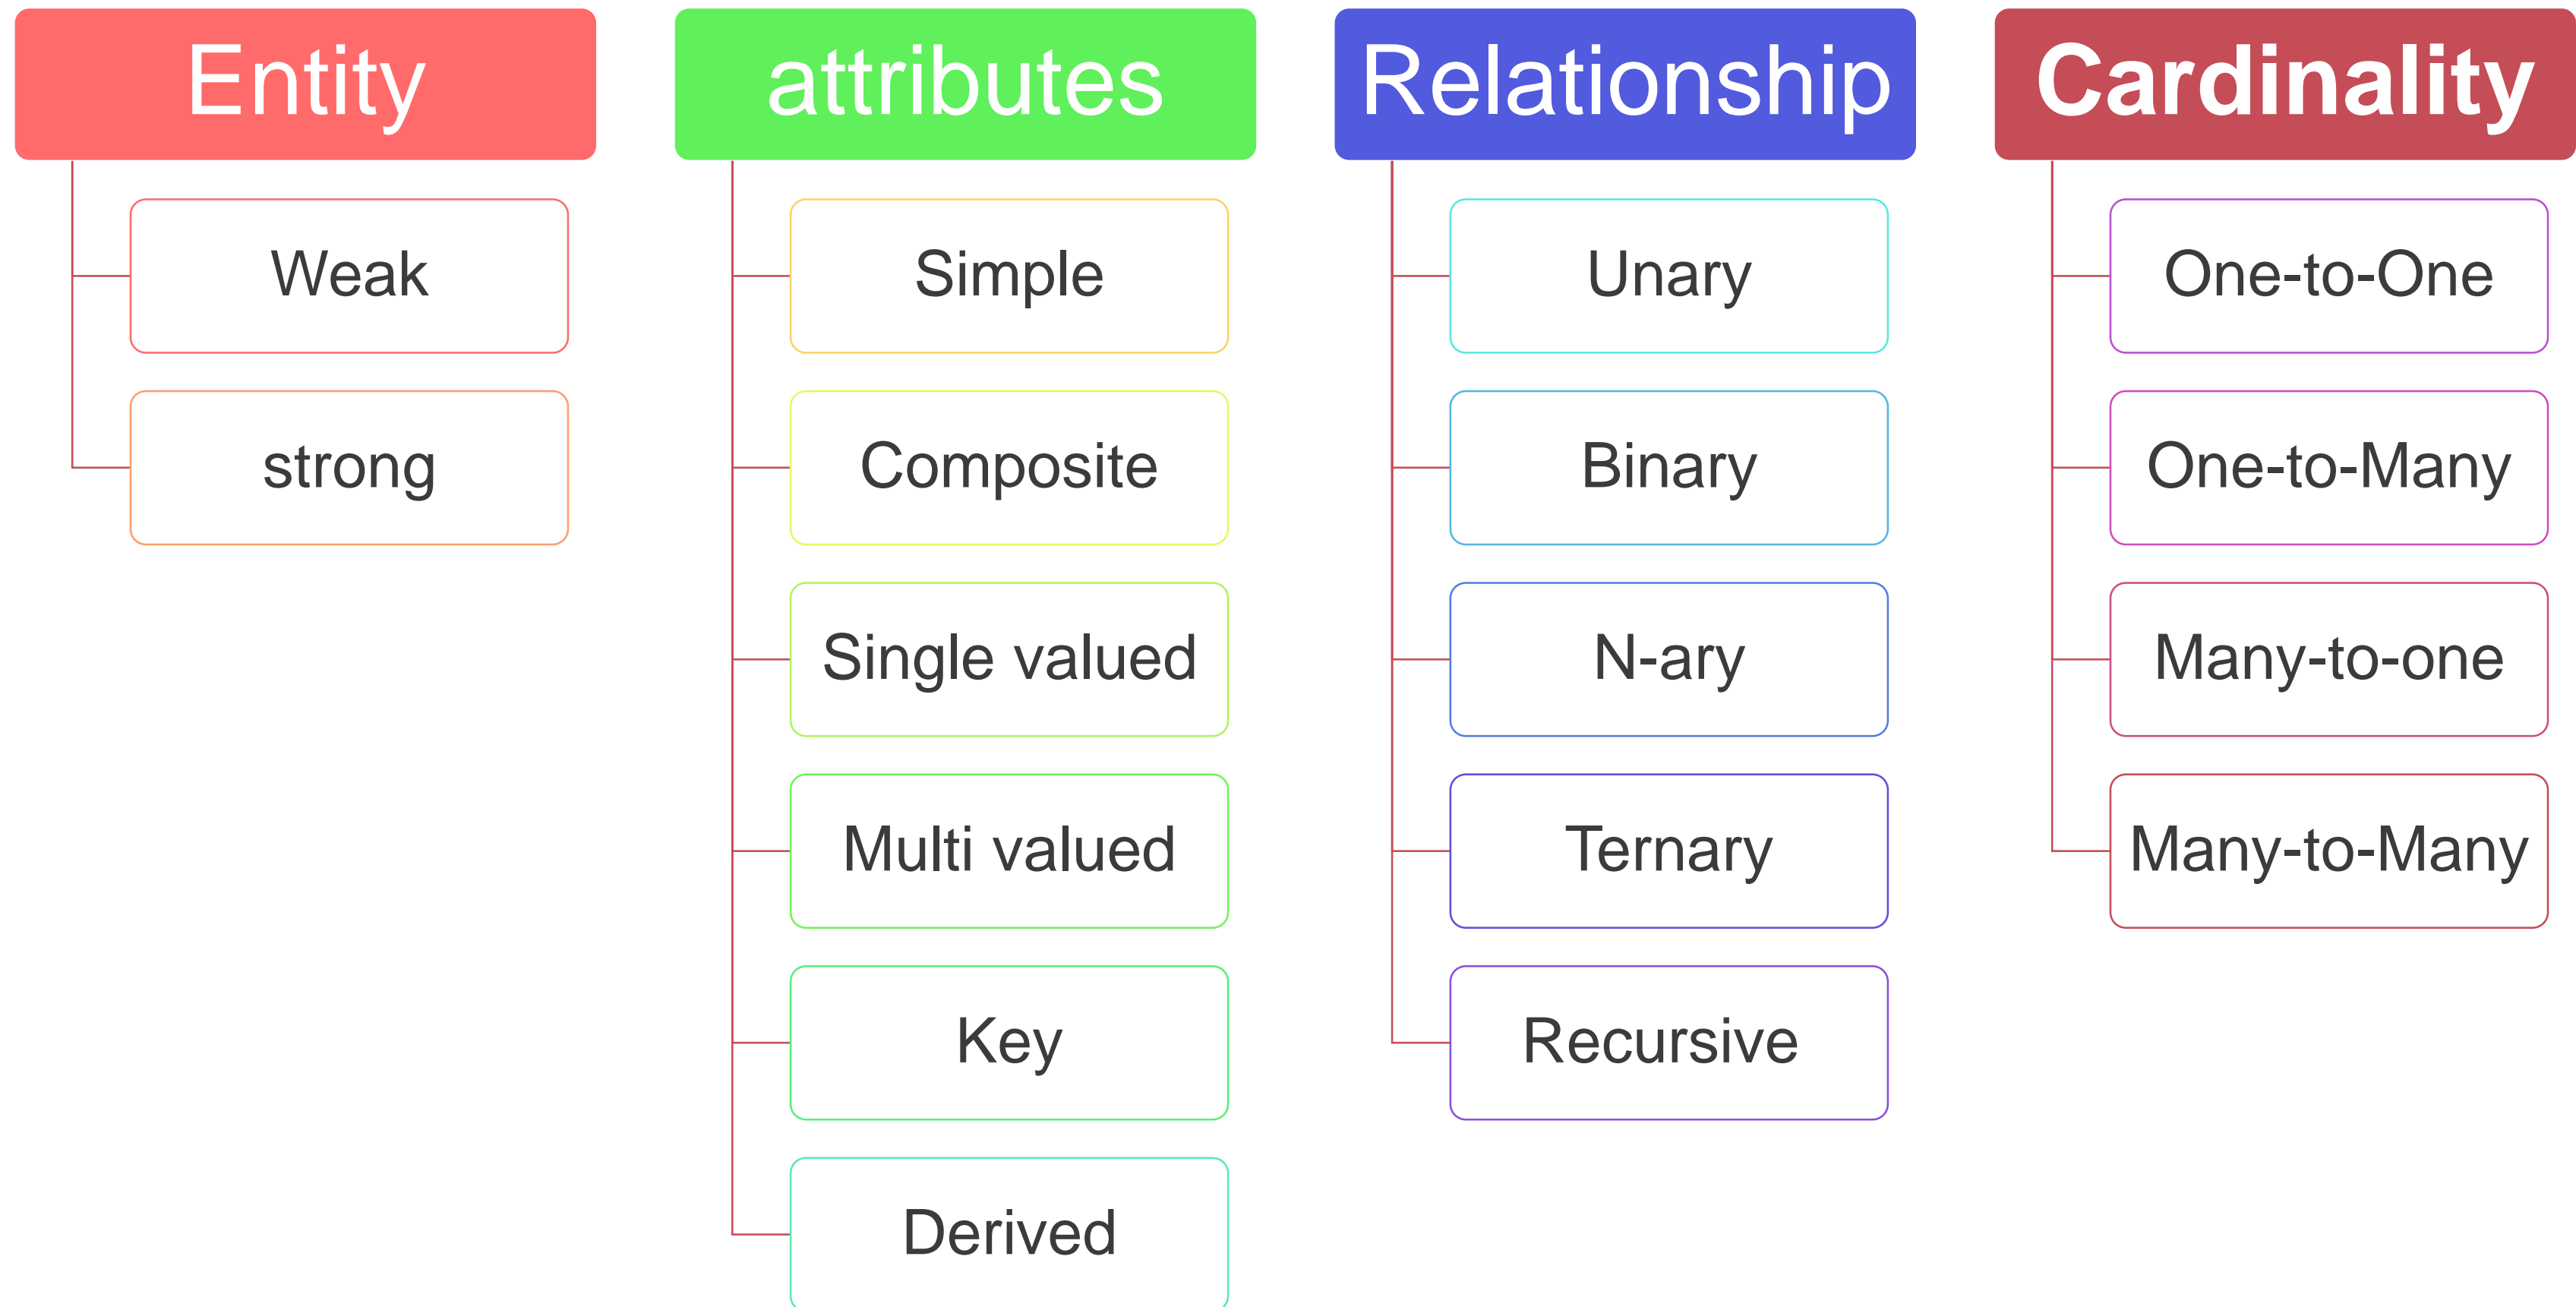 Entity
Weak
strong
attributes
Simple
Composite
Single valued
Multi valued
Key
Derived
Relationship
Unary
Binary
N-ary
Ternary
Recursive
Cardinality
One-to-One
One-to-Many
Many-to-one
Many-to-Many